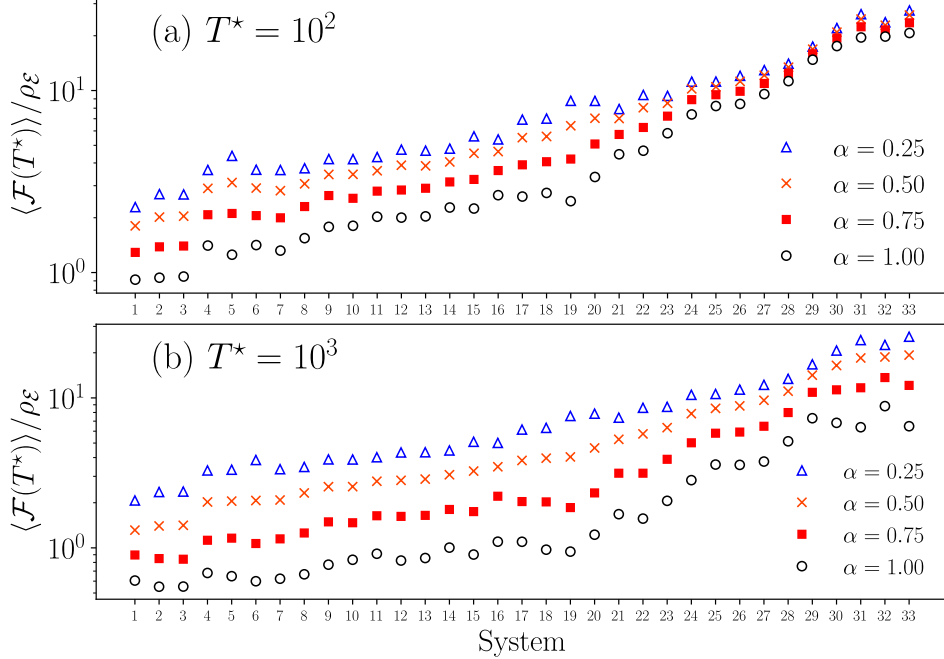 (a) T⋆ = 10²
⟨F(T⋆)⟩/ρ_ℰ
10¹
10⁰
α = 0.25
α = 0.50
α = 0.75
α = 1.00
1 2 3 4 5 6 7 8 9 10 11 12 13 14 15 16 17 18 19 20 21 22 23 24 25 26 27 28 29 30 31 32 33
(b) T⋆ = 10³
⟨F(T⋆)⟩/ρ_ℰ
10¹
10⁰
α = 0.25
α = 0.50
α = 0.75
α = 1.00
1 2 3 4 5 6 7 8 9 10 11 12 13 14 15 16 17 18 19 20 21 22 23 24 25 26 27 28 29 30 31 32 33
System